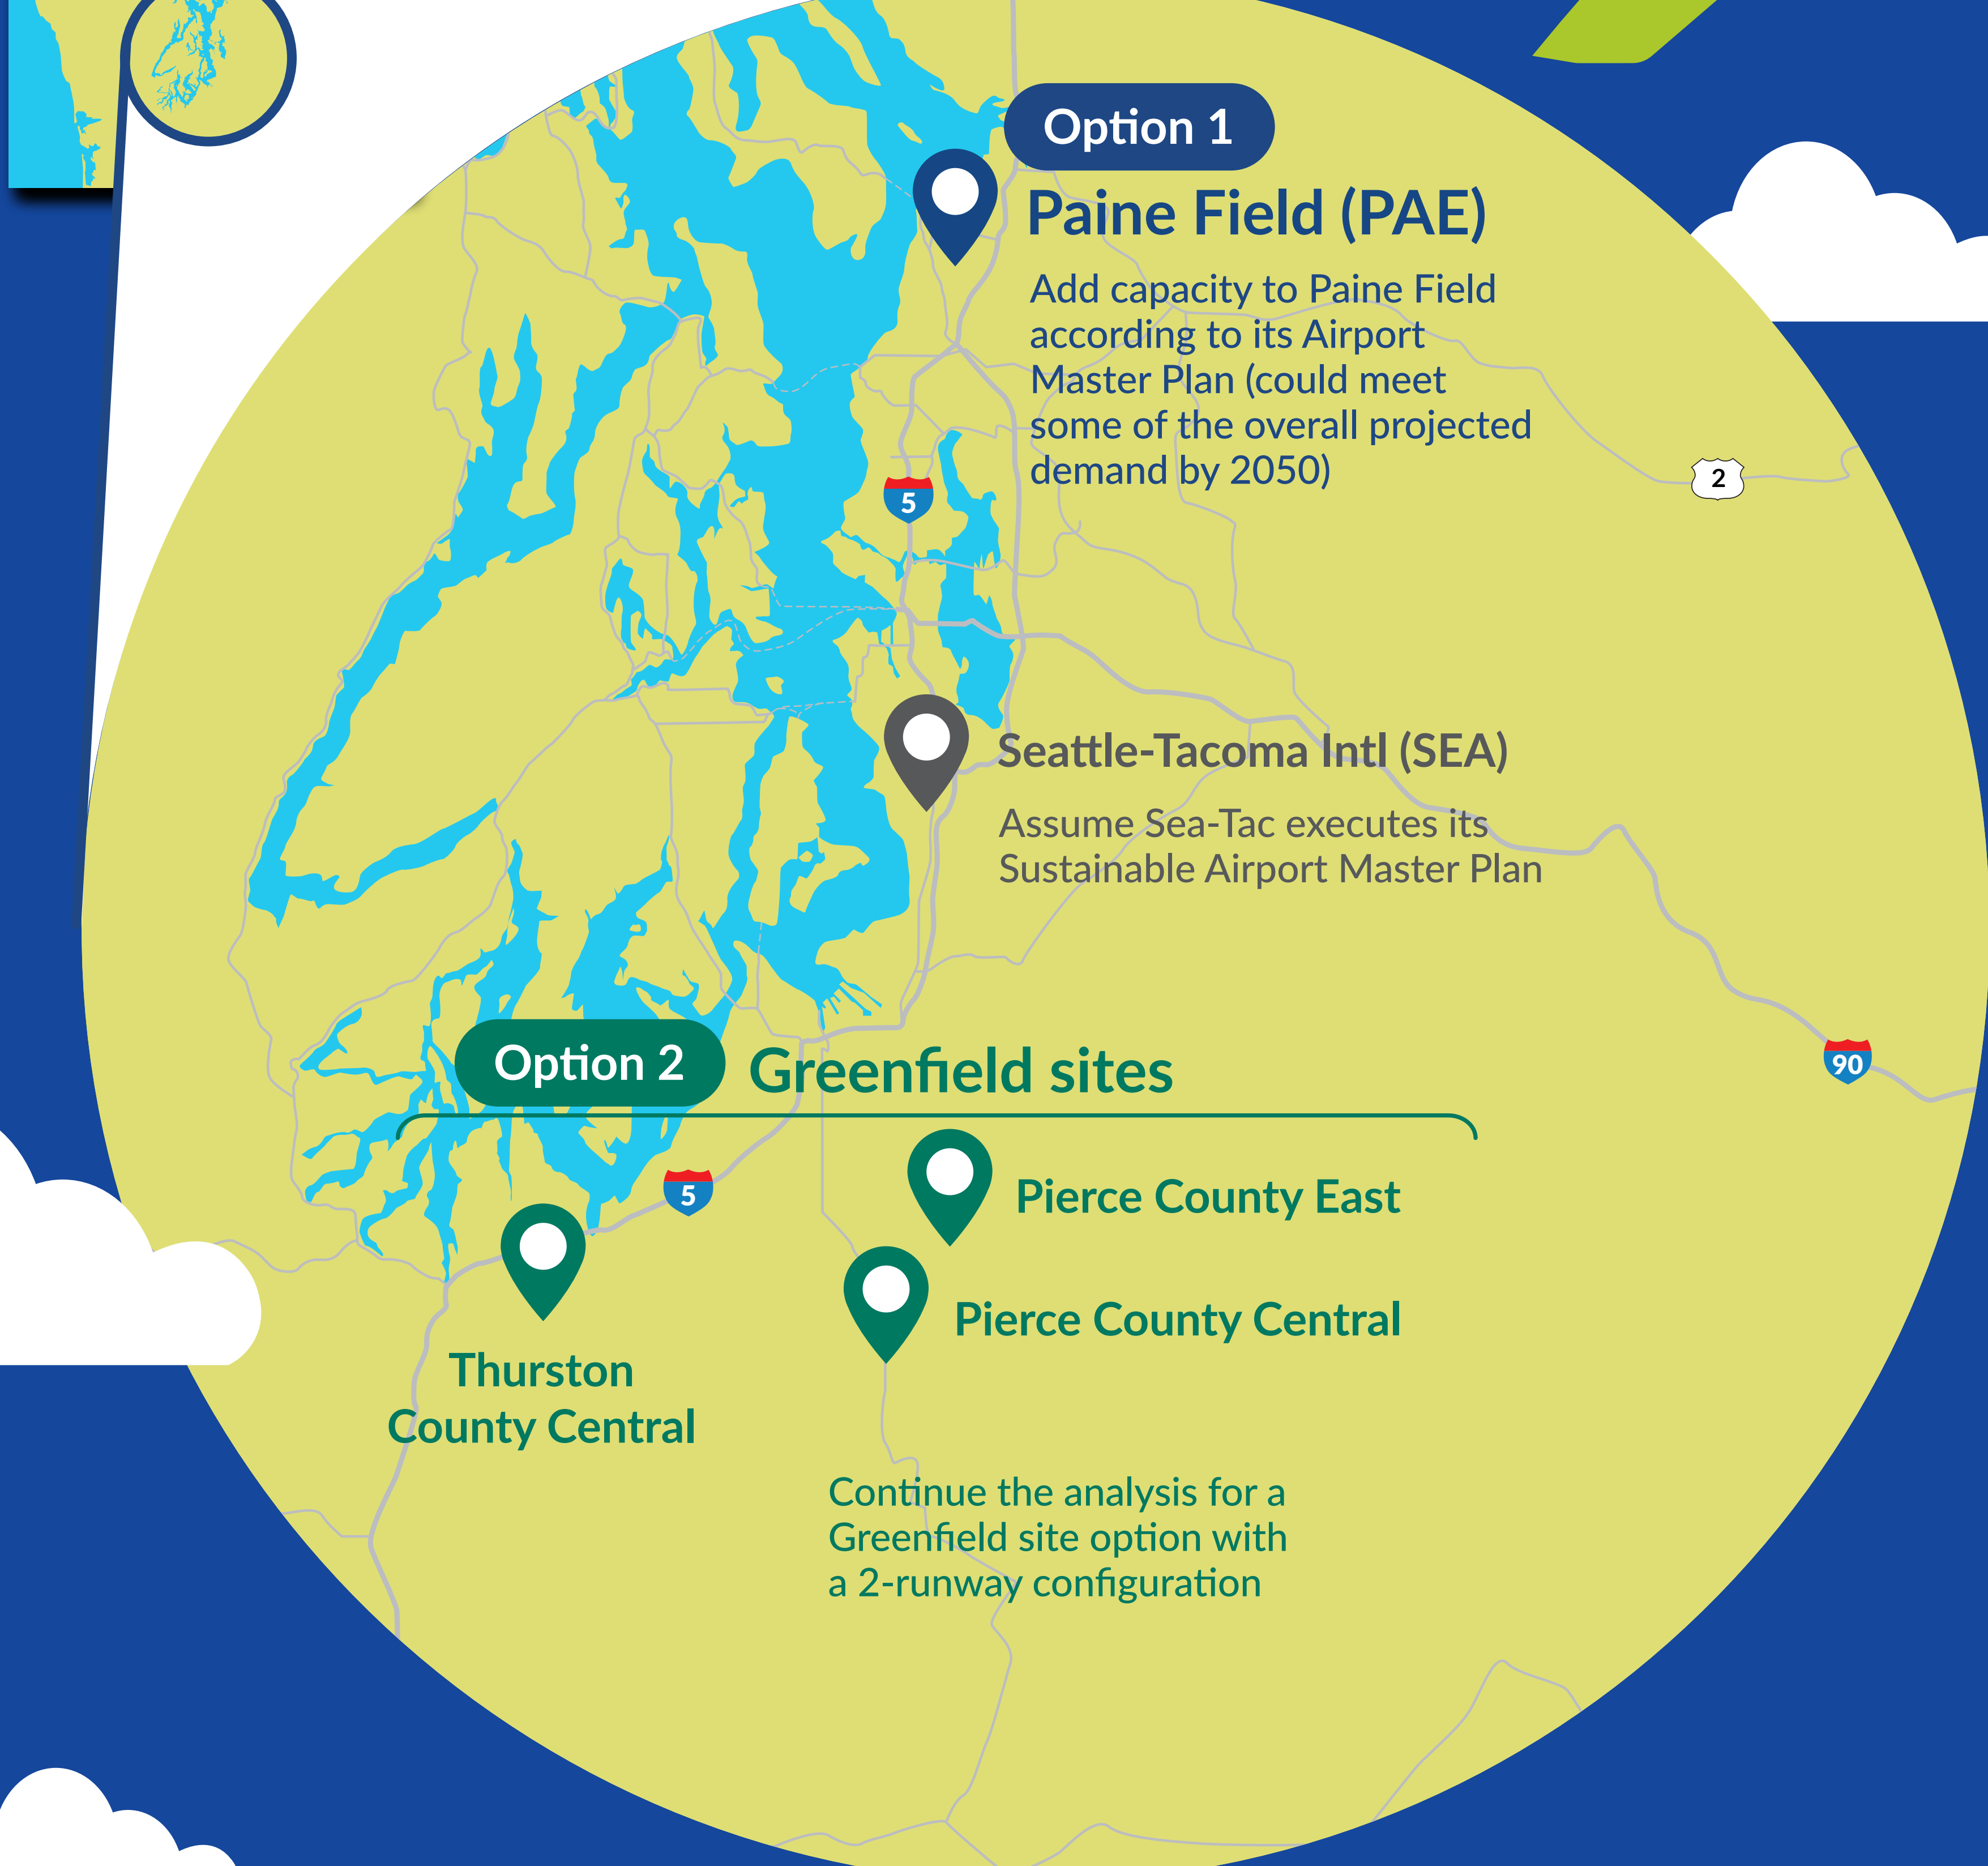 Option 1
Paine Field (PAE)
Add capacity to Paine Field
according to its Airport
Master Plan (could meet
some of the overall projected
demand by 2050)
2
5
Seattle-Tacoma Intl (SEA)
Assume Sea-Tac executes its
Sustainable Airport Master Plan
90
Option 2
Greenfield sites
5
Pierce County East
Pierce County Central
Thurston
County Central
Continue the analysis for a
Greenfield site option with
a 2-runway configuration